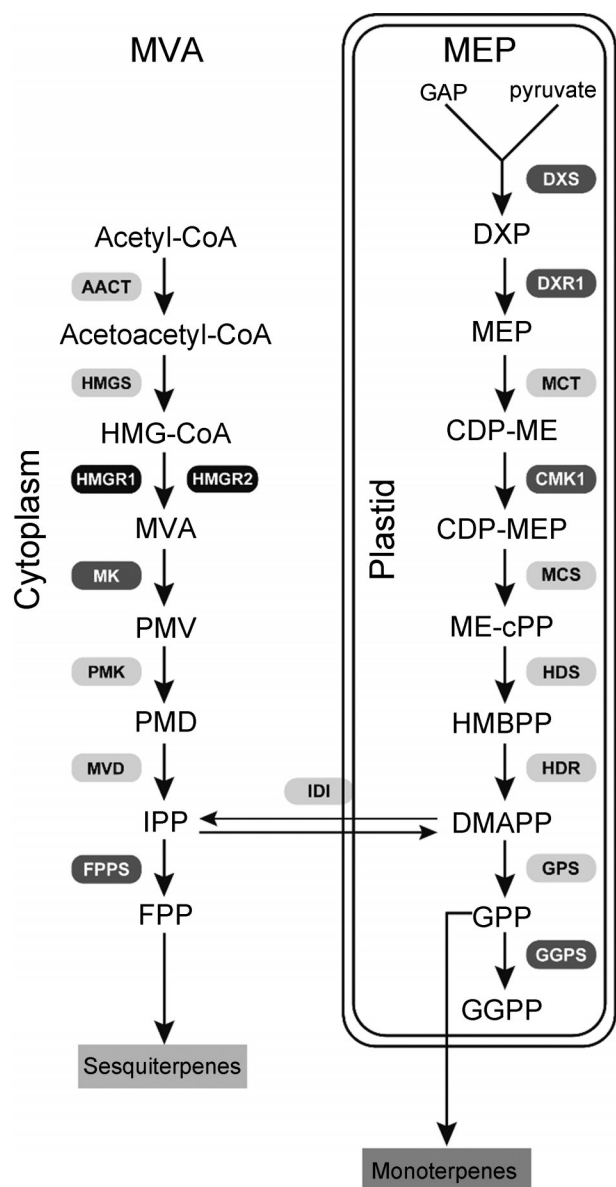 MVA
Acetyl-CoA
AACT
Acetoacetyl-CoA
HMGS
HMG-CoA
HMGR1 HMGR2
MVA
MK
PMV
PMK
PMD
MVD
IPP
FPPS
FPP
Sesquiterpenes
Cytoplasm
IDI
MEP
GAP pyruvate
DXS
DXP
DXR1
MEP
MCT
CDP-ME
CMK1
CDP-MEP
MCS
ME-cPP
HDS
HMBPP
HDR
DMAPP
GPS
GPP
GGPS
GGPP
Plastid
Monoterpenes